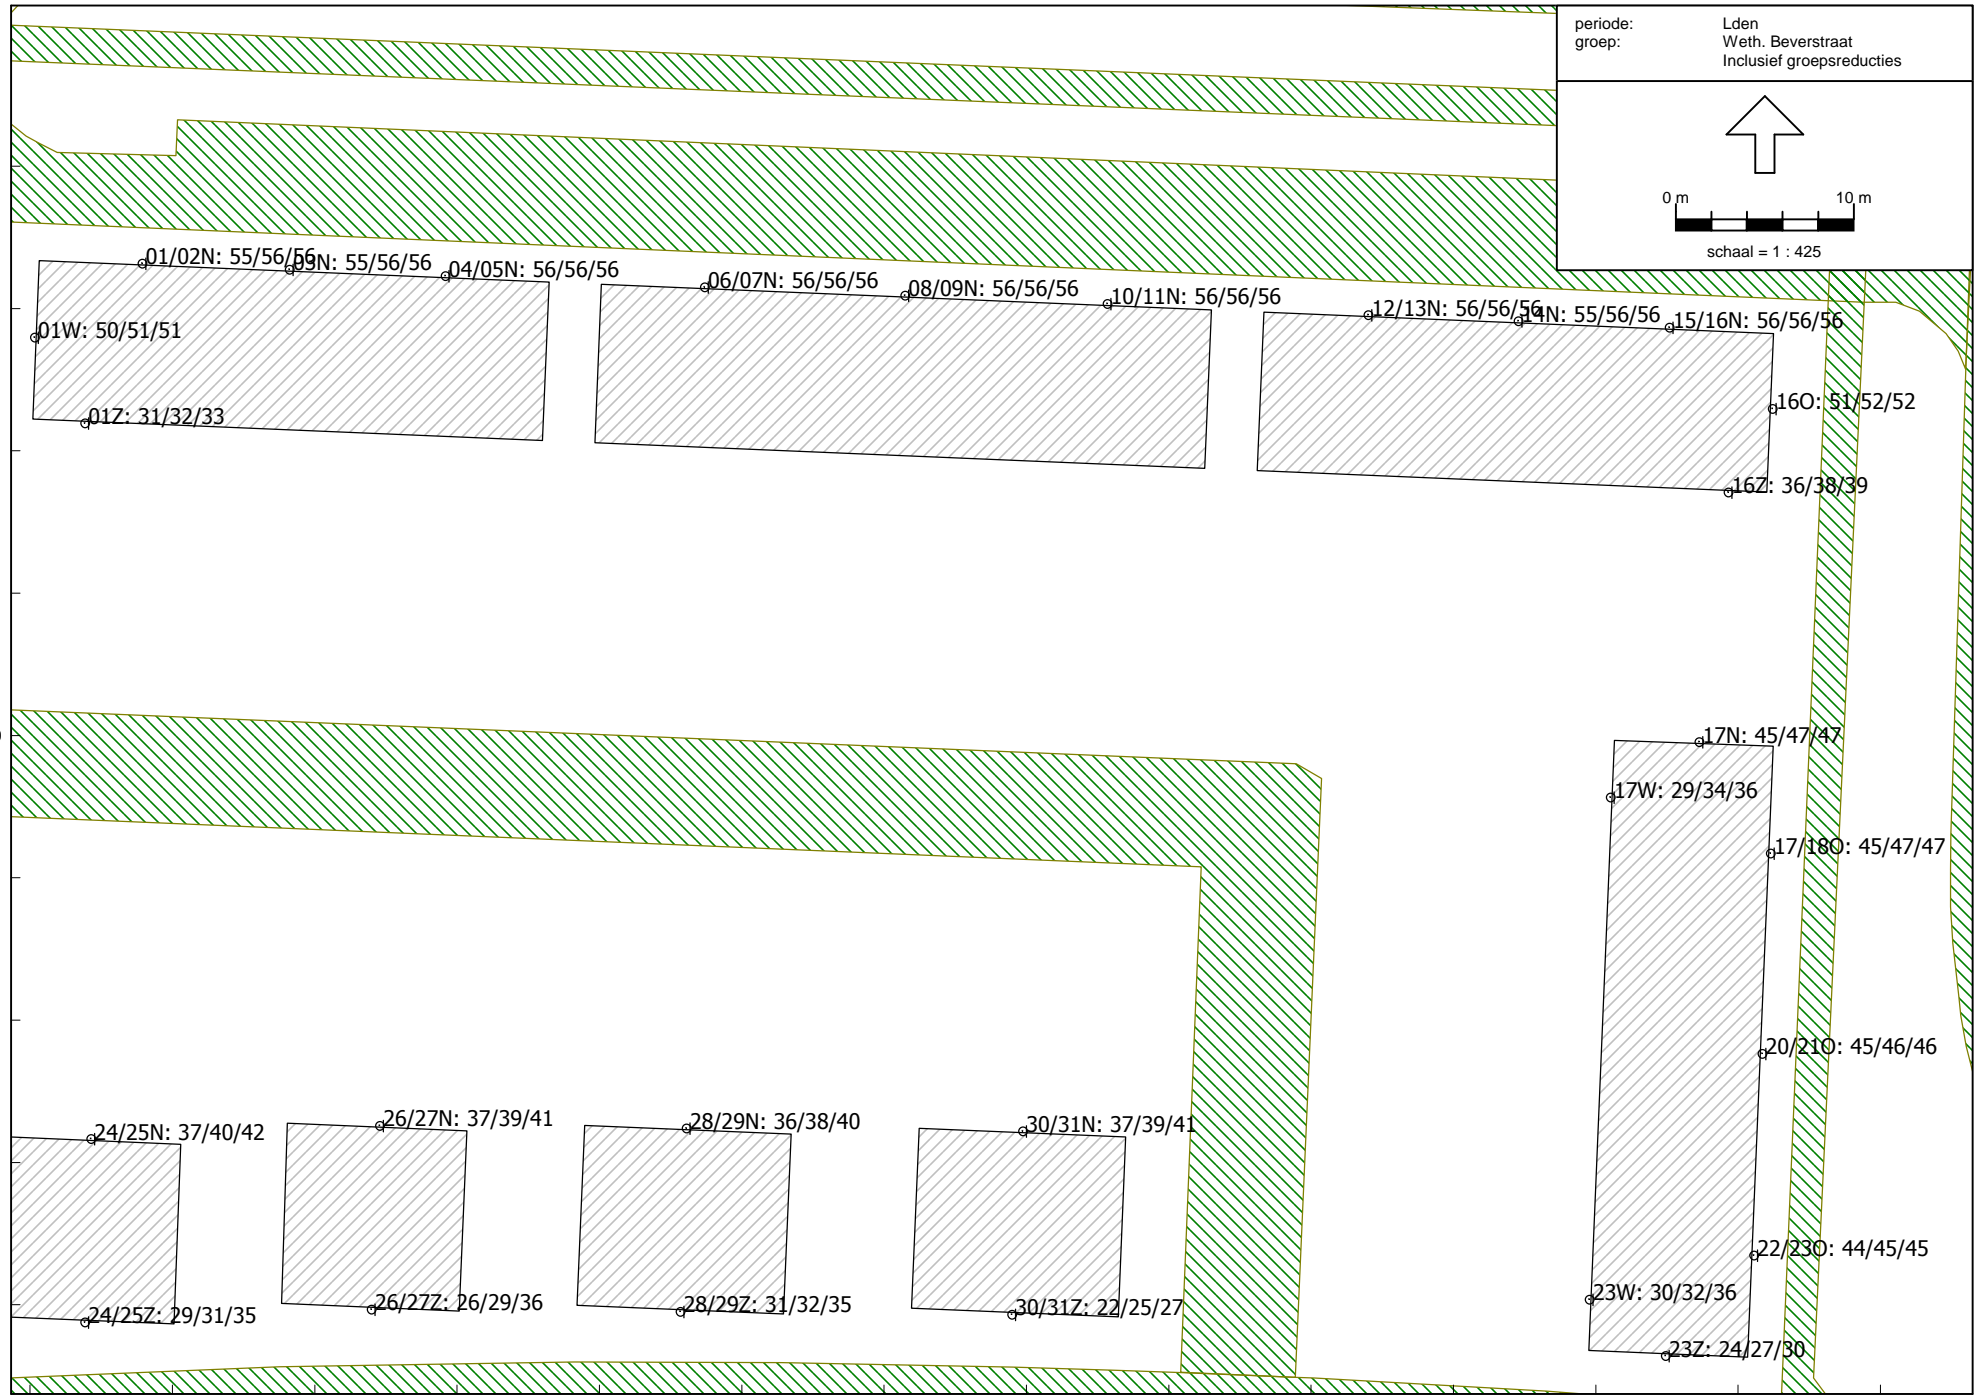 periode: Lden
groep: Weth. Beverstraat
Inclusief groepsreducties
0 m 10 m
schaal = 1 : 425
01/02N: 55/56/56
03N: 55/56/56
04/05N: 56/56/56
06/07N: 56/56/56
08/09N: 56/56/56
10/11N: 56/56/56
12/13N: 56/56/56
14N: 55/56/56
15/16N: 56/56/56
01W: 50/51/51
01Z: 31/32/33
16O: 51/52/52
16Z: 36/38/39
17N: 45/47/47
17W: 29/34/36
17/18O: 45/47/47
20/21O: 45/46/46
24/25N: 37/40/42
26/27N: 37/39/41
28/29N: 36/38/40
30/31N: 37/39/41
22/23O: 44/45/45
23W: 30/32/36
24/25Z: 29/31/35
26/27Z: 26/29/36
28/29Z: 31/32/35
30/31Z: 22/25/27
23Z: 24/27/30